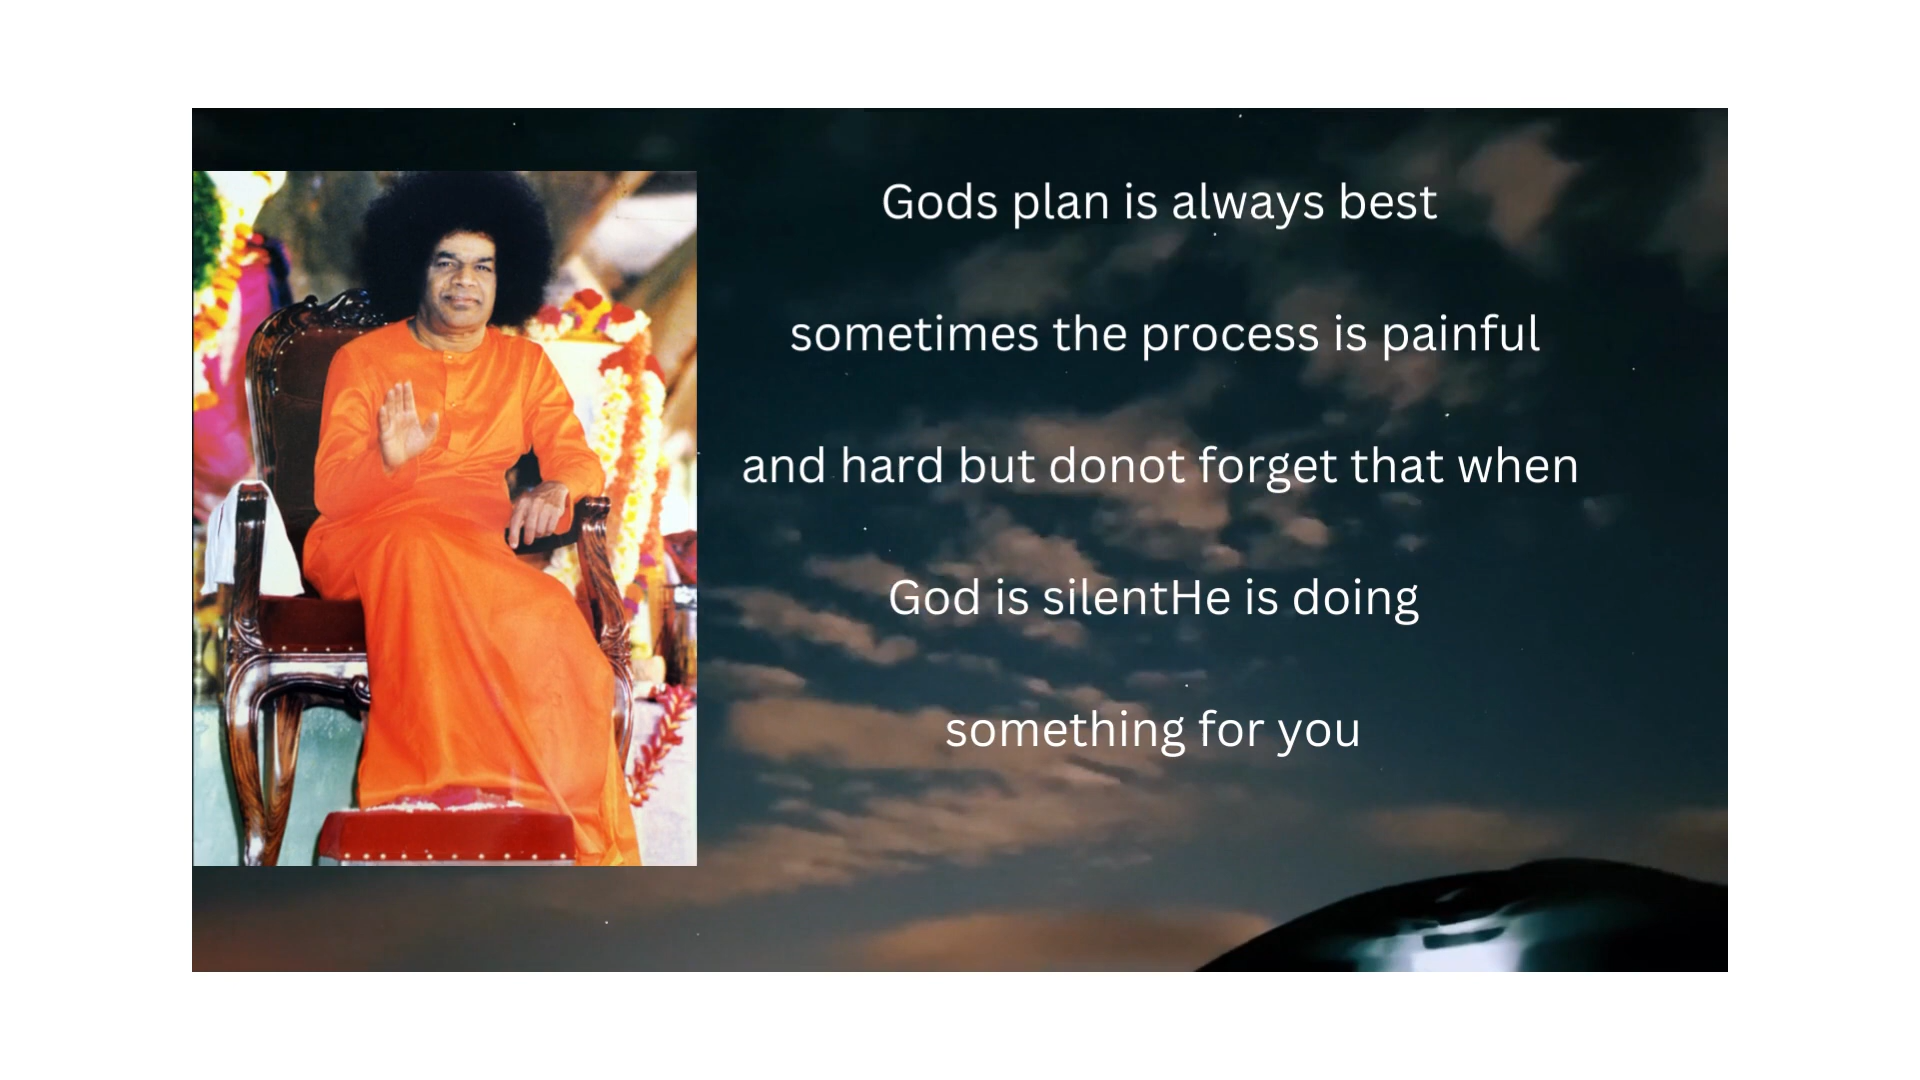 Gods plan is always best
sometimes the process is painful
and hard but donot forget that when
God is silentHe is doing
something for you